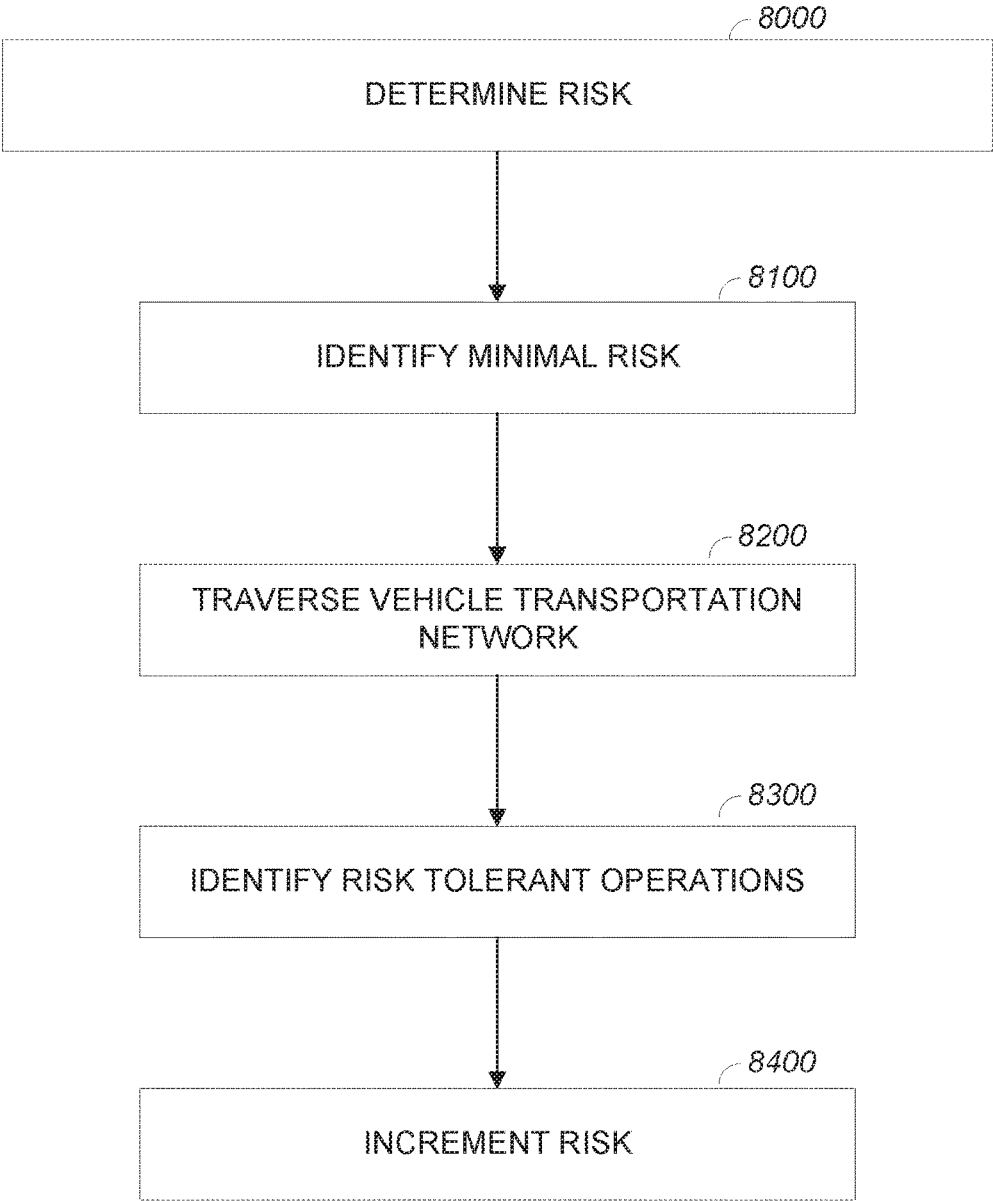 8000
DETERMINE RISK
8100
IDENTIFY MINIMAL RISK
8200
TRAVERSE VEHICLE TRANSPORTATION
NETWORK
8300
IDENTIFY RISK TOLERANT OPERATIONS
8400
INCREMENT RISK